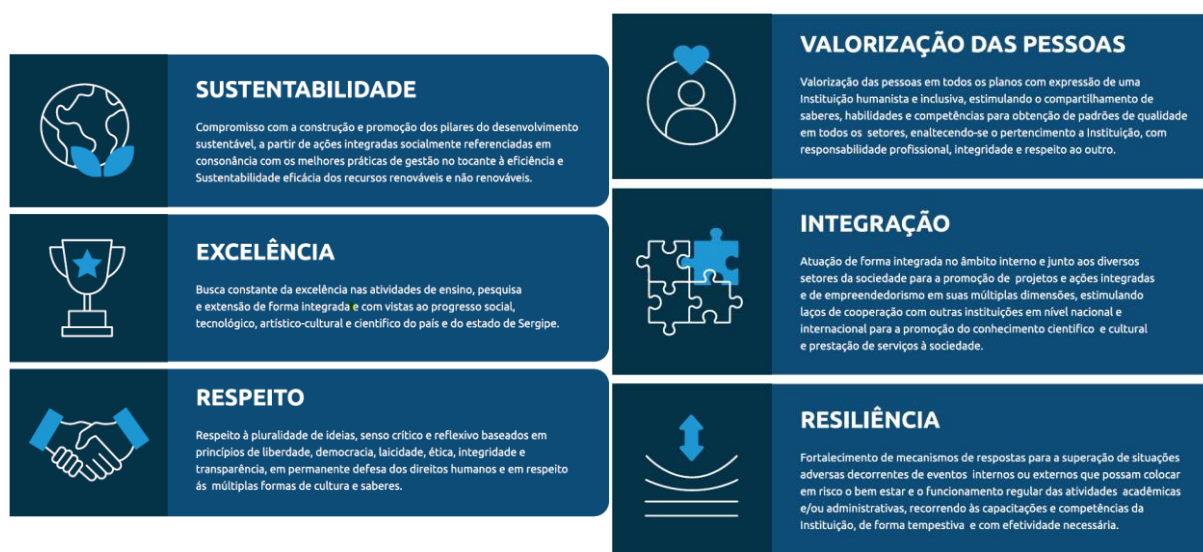 SUSTENTABILIDADE
Compromisso com a construção e promoção dos pilares do desenvolvimento
sustentável, a partir de ações integradas socialmente referenciadas em
consonância com os melhores práticas de gestão no tocante à eficiência e
Sustentabilidade eficácia dos recursos renováveis e não renováveis.
EXCELÊNCIA
Busca constante da excelência nas atividades de ensino, pesquisa
e extensão de forma integrada e com vistas ao progresso social,
tecnológico, artístico-cultural e cientifico do país e do estado de Sergipe.
RESPEITO
Respeito à pluralidade de ideias, senso crítico e reflexivo baseados em
princípios de liberdade, democracia, laicidade, ética, integridade e
transparência, em permanente defesa dos direitos humanos e em respeito
ás múltiplas formas de cultura e saberes.
VALORIZAÇÃO DAS PESSOAS
Valorização das pessoas em todos os planos com expressão de uma
Instituição humanista e inclusiva, estimulando o compartilhamento de
saberes, habilidades e competências para obtenção de padrões de qualidade
em todos os setores, enaltecendo-se o pertencimento a Instituição, com
responsabilidade profissional, integridade e respeito ao outro.
INTEGRAÇÃO
Atuação de forma integrada no âmbito interno e junto aos diversos
setores da sociedade para a promoção de projetos e ações integradas
e de empreendedorismo em suas múltiplas dimensões, estimulando
laços de cooperação com outras instituições em nível nacional e
internacional para a promoção do conhecimento cientifico e cultural
e prestação de serviços à sociedade.
RESILIÊNCIA
Fortalecimento de mecanismos de respostas para a superação de situações
adversas decorrentes de eventos internos ou externos que possam colocar
em risco o bem estar e o funcionamento regular das atividades acadêmicas
e/ou administrativas, recorrendo às capacitações e competências da
Instituição, de forma tempestiva e com efetividade necessária.